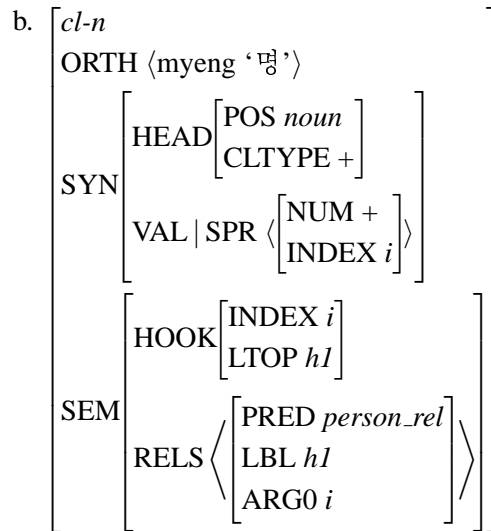 b.
cl-n
ORTH ⟨myeng ‘명’⟩
SYN
HEAD
POS noun
CLTYPE +
VAL | SPR ⟨
NUM +
INDEX i
⟩
SEM
HOOK
INDEX i
LTOP h1
RELS ⟨
PRED person_rel
LBL h1
ARG0 i
⟩